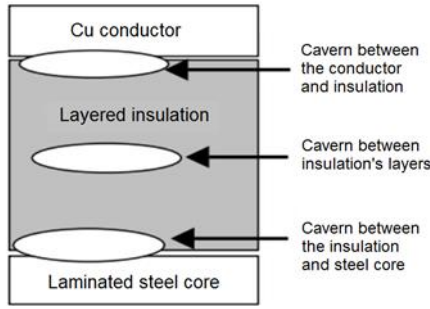 Cu conductor
Cavern between
the conductor
and insulation
Layered insulation
Cavern between
insulation's layers
Cavern between
the insulation
and steel core
Laminated steel core